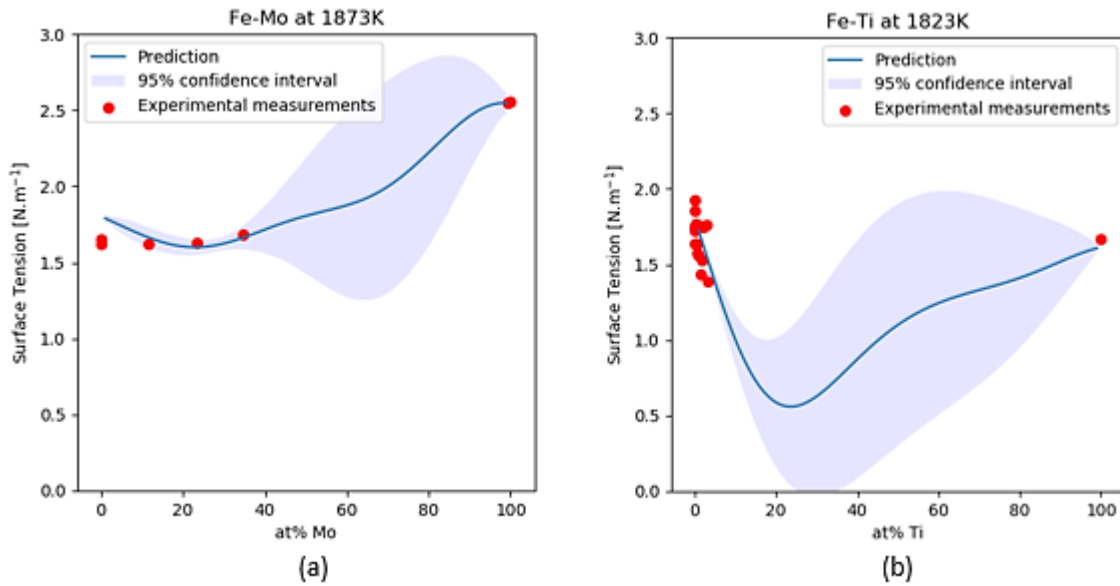 Fe-Mo at 1873K
3.0
2.5
2.0
1.5
1.0
0.5
0.0
Surface Tension [N.m⁻¹]
Prediction
95% confidence interval
Experimental measurements
0 20 40 60 80 100
at% Mo
(a)
Fe-Ti at 1823K
3.0
2.5
2.0
1.5
1.0
0.5
0.0
Surface Tension [N.m⁻¹]
Prediction
95% confidence interval
Experimental measurements
0 20 40 60 80 100
at% Ti
(b)